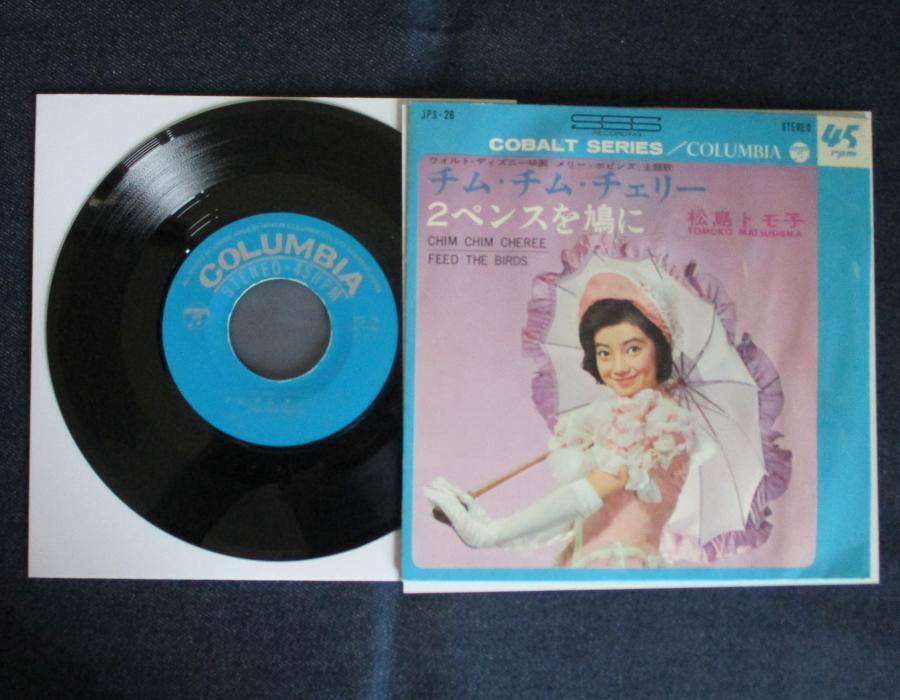 COLUMBIA
STEREO・45RPM
JPS-26
SSS
RECORDING
STEREO
45
rpm
COBALT SERIES／COLUMBIA
ウォルト・ディズニー映画「メリー・ポピンズ」主題歌
チム・チム・チェリー
2ペンスを鳩に
松島トモ子
TOMOKO MATSUSHIMA
CHIM CHIM CHEREE
FEED THE BIRDS